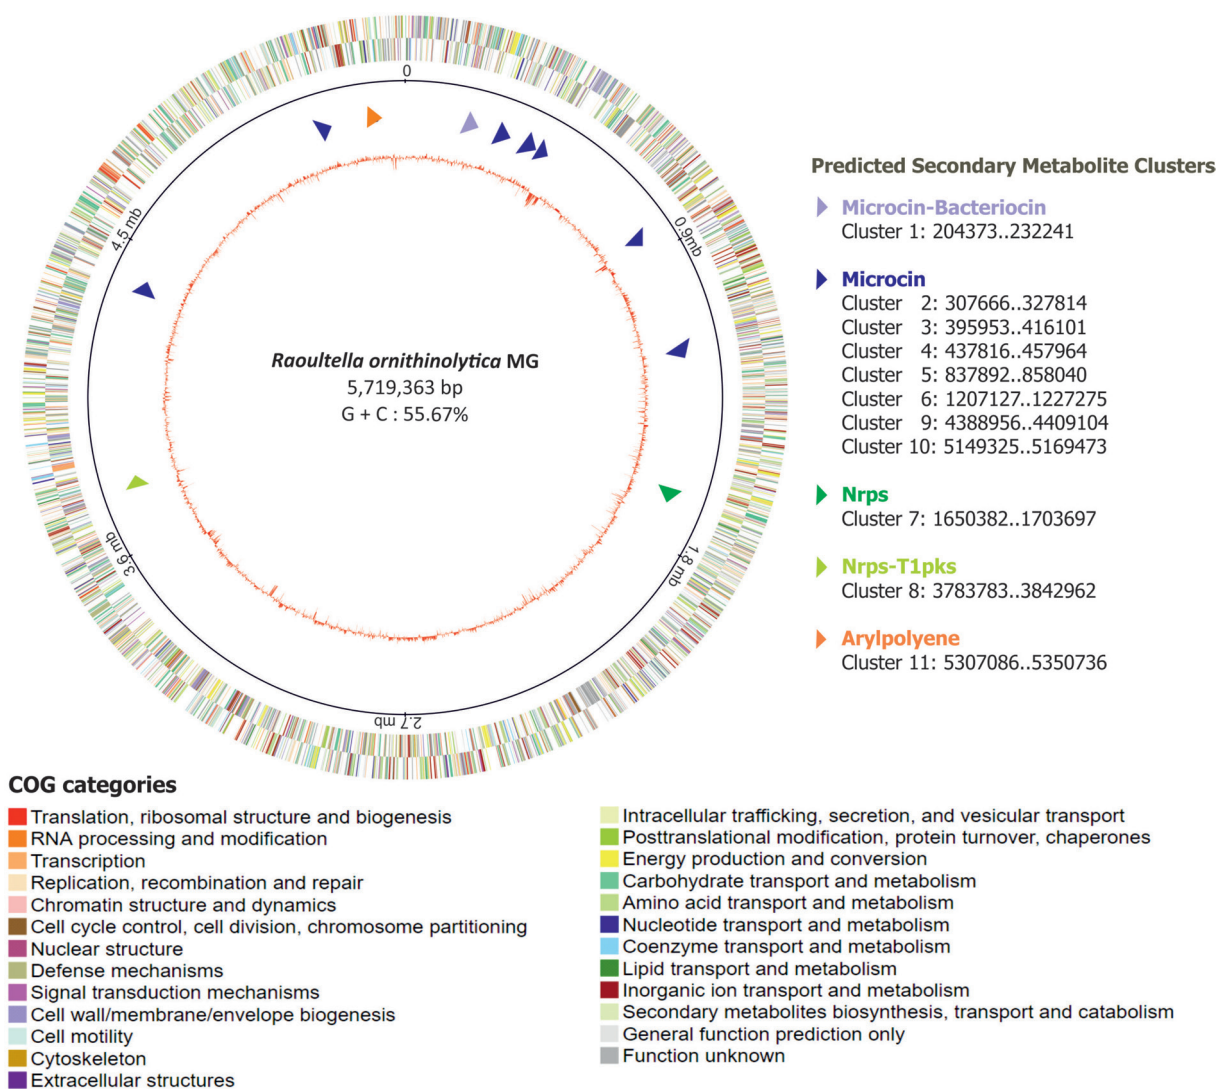 0
0.9mb
1.8 mb
2.7 mb
3.6 mb
4.5 mb
Raoultella ornithinolytica MG
5,719,363 bp
G + C : 55.67%
Predicted Secondary Metabolite Clusters
Microcin-Bacteriocin
Cluster 1: 204373..232241
Microcin
Cluster 2: 307666..327814
Cluster 3: 395953..416101
Cluster 4: 437816..457964
Cluster 5: 837892..858040
Cluster 6: 1207127..1227275
Cluster 9: 4388956..4409104
Cluster 10: 5149325..5169473
Nrps
Cluster 7: 1650382..1703697
Nrps-T1pks
Cluster 8: 3783783..3842962
Arylpolyene
Cluster 11: 5307086..5350736
COG categories
Translation, ribosomal structure and biogenesis
RNA processing and modification
Transcription
Replication, recombination and repair
Chromatin structure and dynamics
Cell cycle control, cell division, chromosome partitioning
Nuclear structure
Defense mechanisms
Signal transduction mechanisms
Cell wall/membrane/envelope biogenesis
Cell motility
Cytoskeleton
Extracellular structures
Intracellular trafficking, secretion, and vesicular transport
Posttranslational modification, protein turnover, chaperones
Energy production and conversion
Carbohydrate transport and metabolism
Amino acid transport and metabolism
Nucleotide transport and metabolism
Coenzyme transport and metabolism
Lipid transport and metabolism
Inorganic ion transport and metabolism
Secondary metabolites biosynthesis, transport and catabolism
General function prediction only
Function unknown